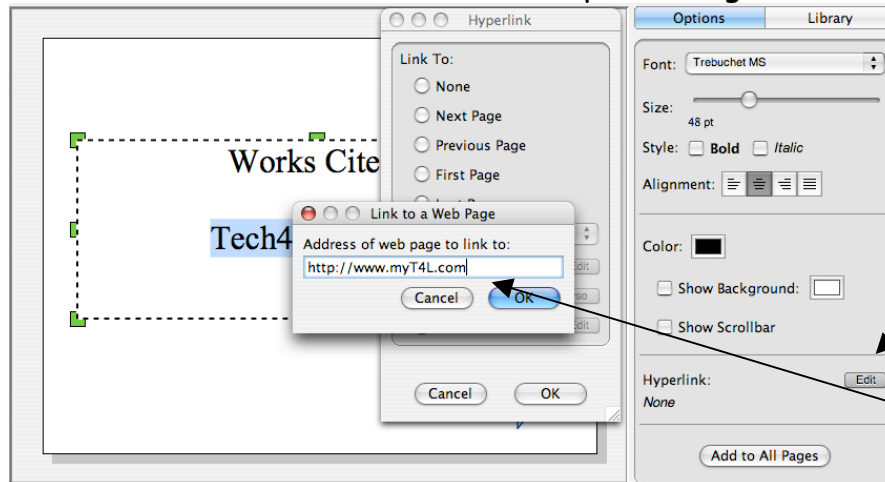 Hyperlink
Link To:
None
Next Page
Previous Page
First Page
Works Cite
Tech4
Link to a Web Page
Address of web page to link to:
http://www.myT4L.com
Cancel OK
Edit
Cancel OK
Options Library
Font: Trebuchet MS
Size:
48 pt
Style: Bold Italic
Alignment:
Color:
Show Background:
Show Scrollbar
Hyperlink: Edit
None
Add to All Pages